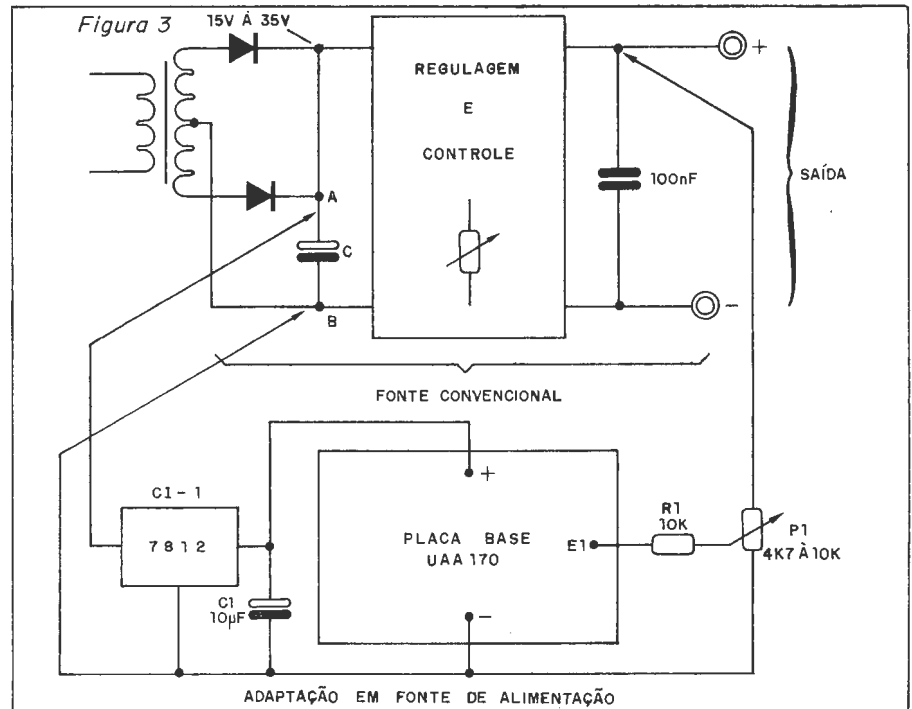 Figura 3
15V À 35V
REGULAGEM
E
CONTROLE
+
100nF
SAÍDA
A
C
B
-
FONTE CONVENCIONAL
CI-1
7812
+
PLACA BASE
UAA 170
E1
R1
10K
P1
4K7 À 10K
C1
10µF
-
ADAPTAÇÃO EM FONTE DE ALIMENTAÇÃO